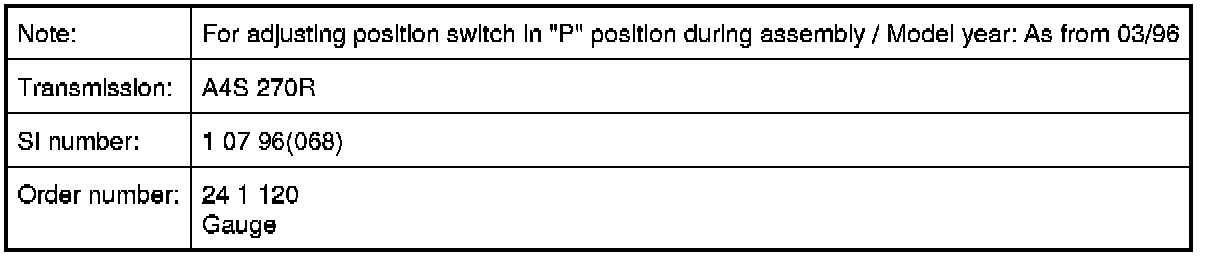 Note: For adjusting position switch in "P" position during assembly / Model year: As from 03/96
Transmission: A4S 270R
SI number: 1 07 96(068)
Order number: 24 1 120
Gauge